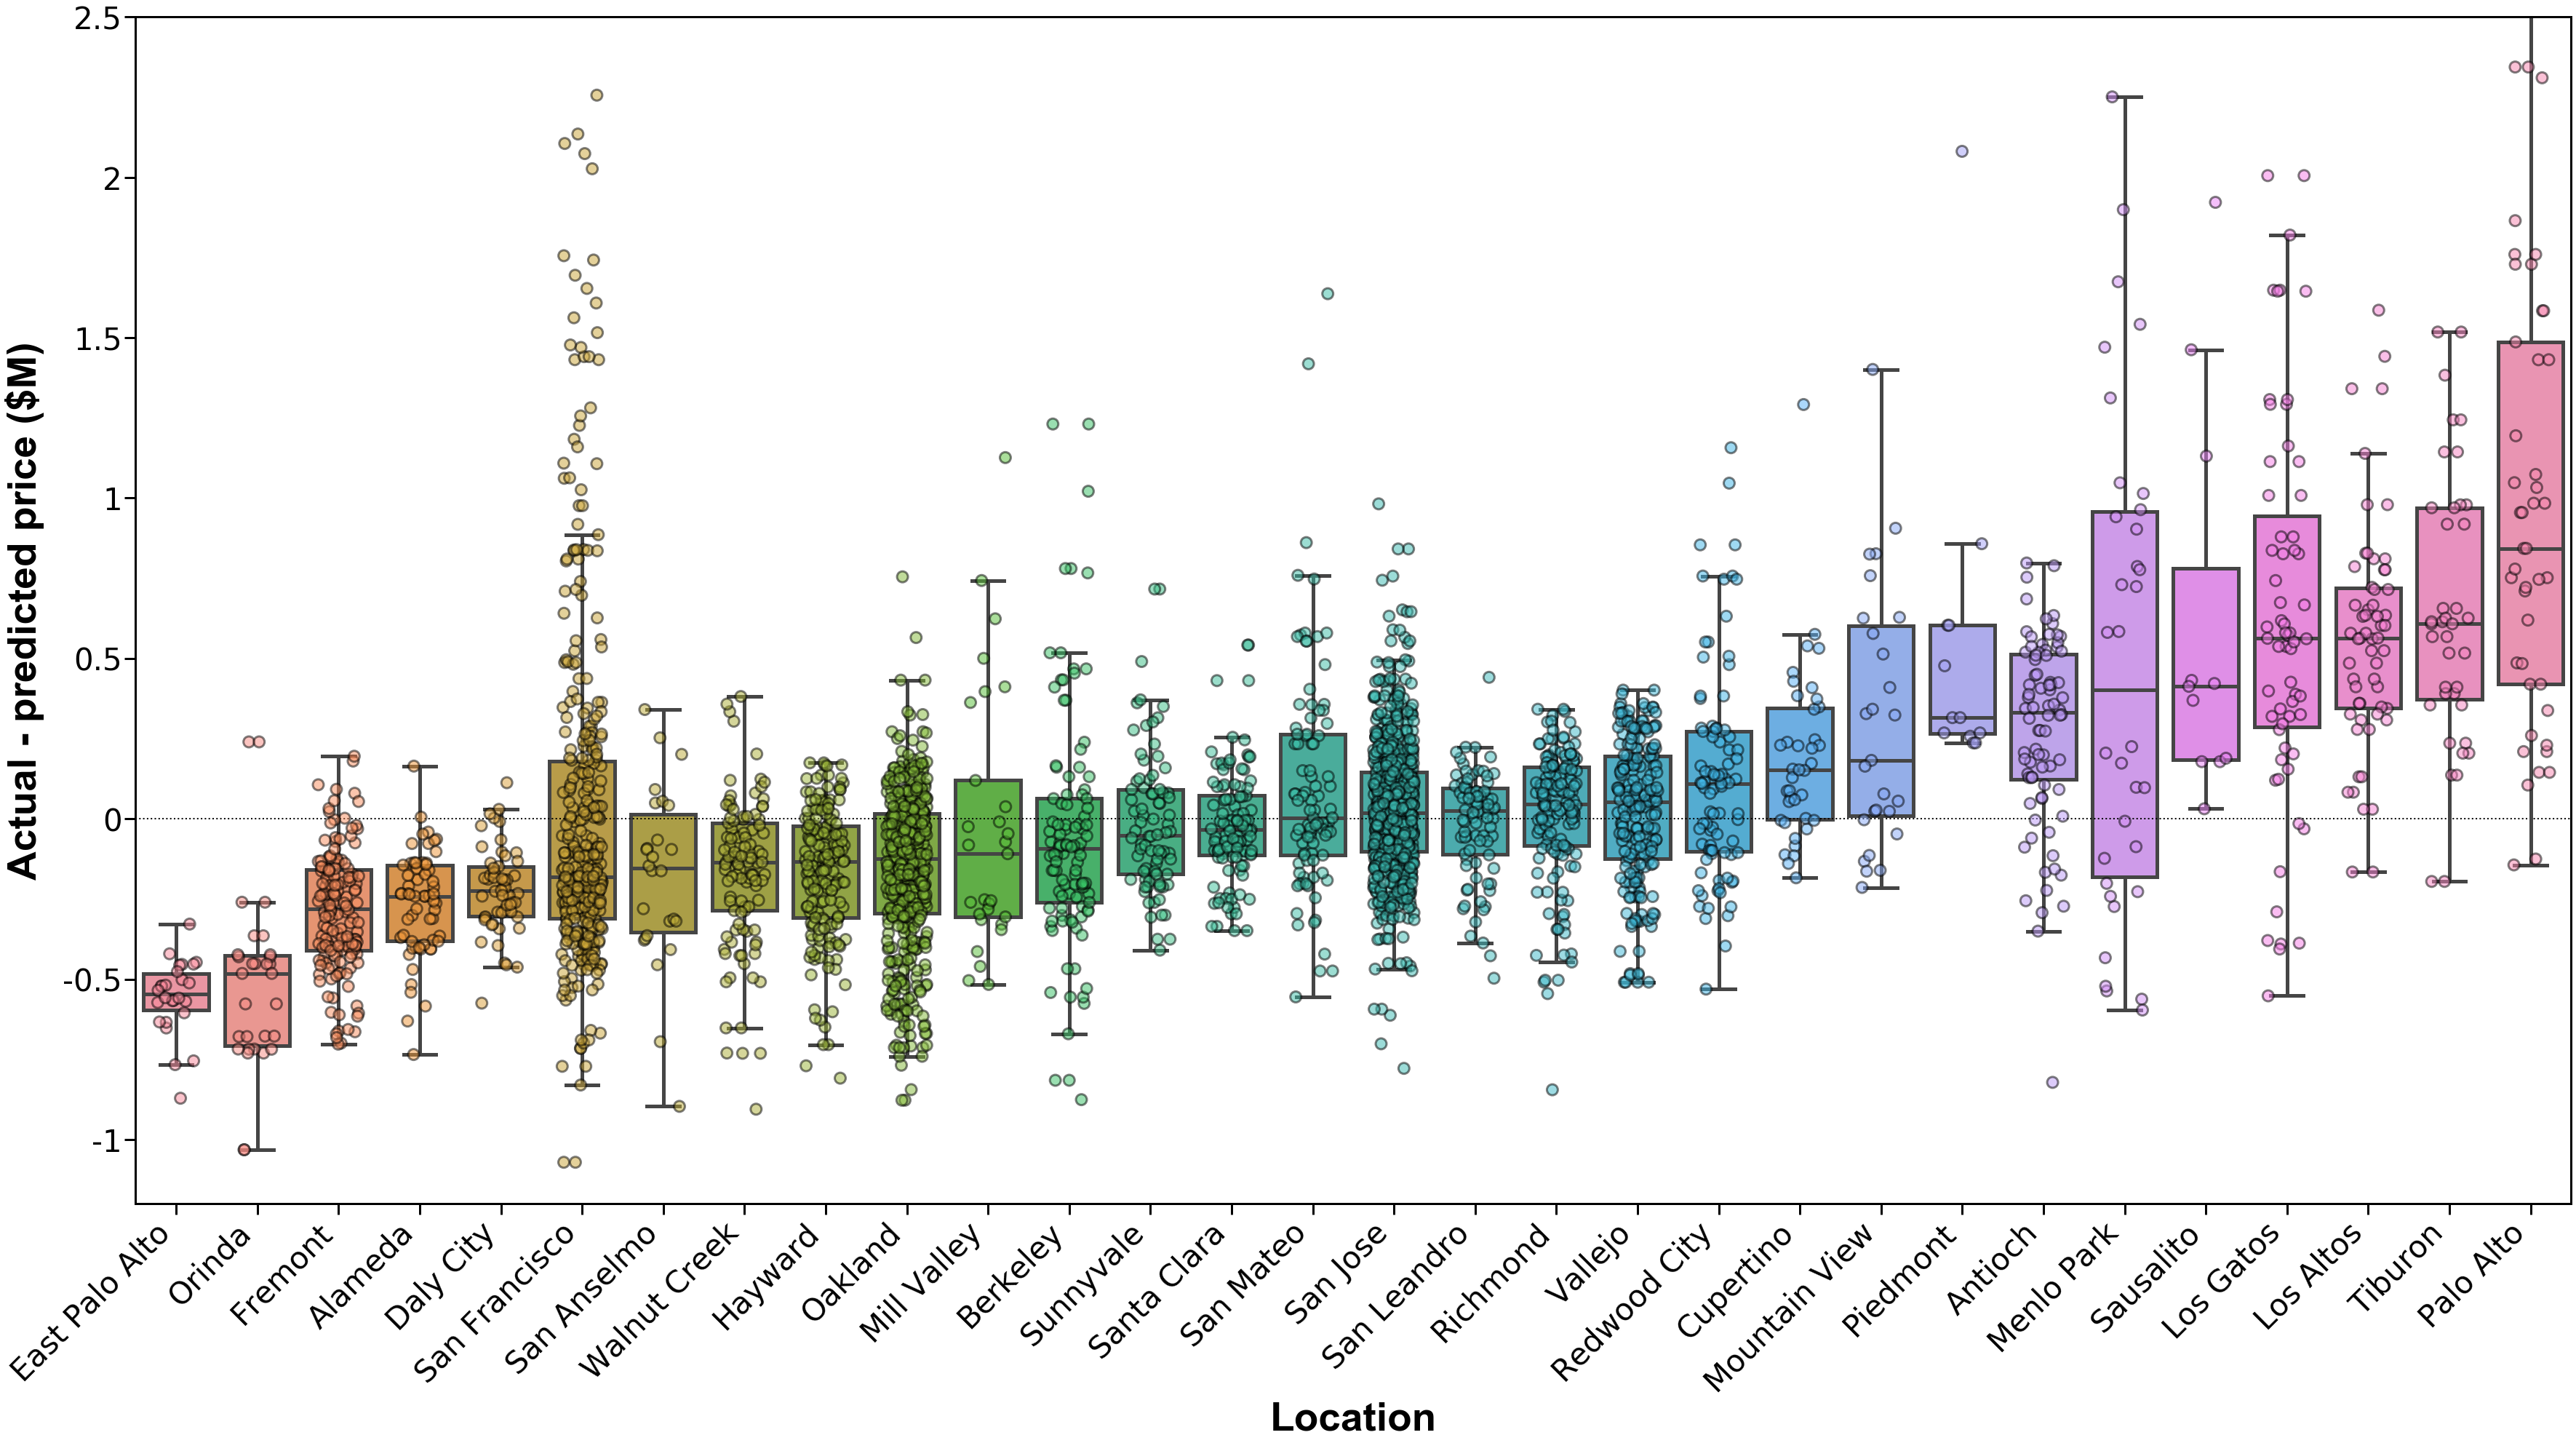 Actual - predicted price ($M)
2.5
2
1.5
1
0.5
0
-0.5
-1
East Palo Alto
Orinda
Fremont
Alameda
Daly City
San Francisco
San Anselmo
Walnut Creek
Hayward
Oakland
Mill Valley
Berkeley
Sunnyvale
Santa Clara
San Mateo
San Jose
San Leandro
Richmond
Vallejo
Redwood City
Cupertino
Mountain View
Piedmont
Antioch
Menlo Park
Sausalito
Los Gatos
Los Altos
Tiburon
Palo Alto
Location